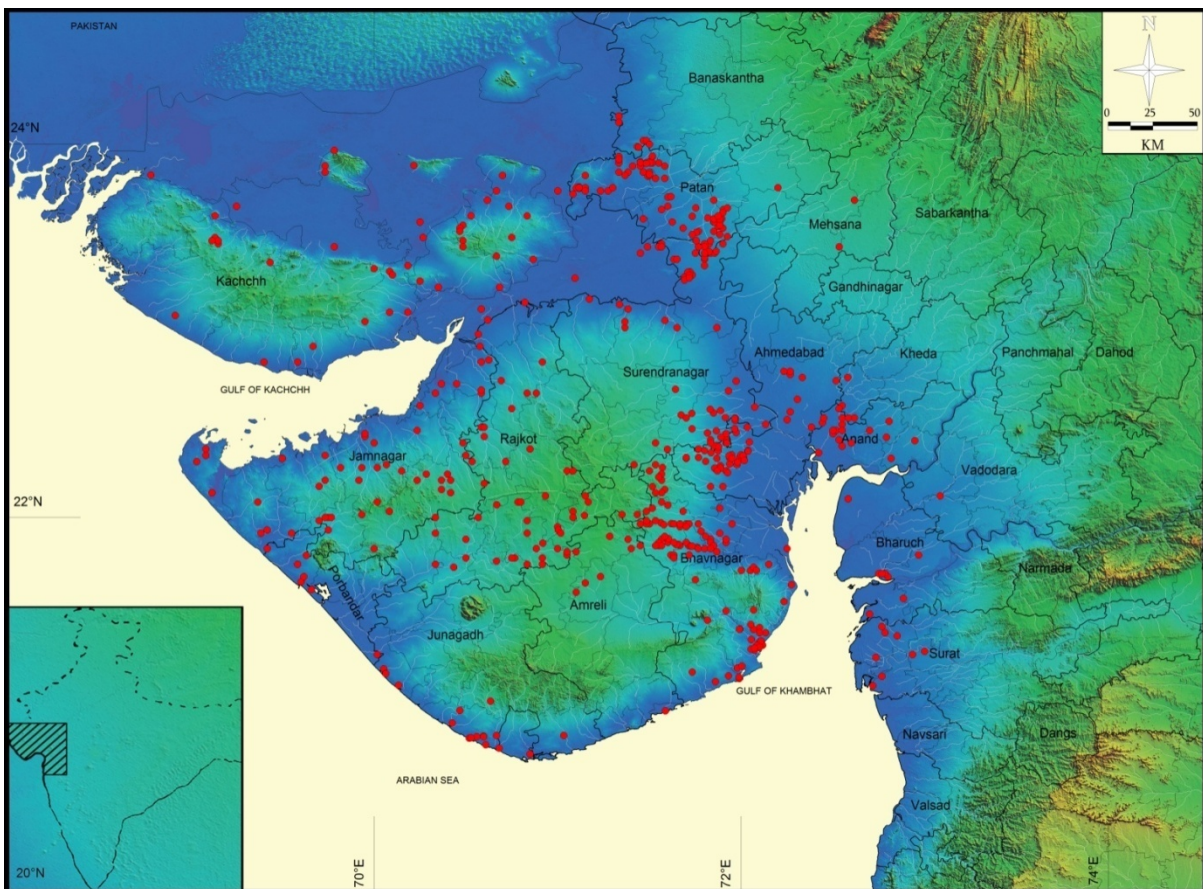 PAKISTAN
N
Banaskantha
0 25 50
KM
24°N
Patan
Mehsana
Sabarkantha
Kachchh
Gandhinagar
Ahmedabad
Kheda
Panchmahal
Dahod
Surendranagar
GULF OF KACHCHH
Rajkot
Anand
Jamnagar
Vadodara
22°N
Bharuch
Bhavnagar
Narmada
Porbandar
Amreli
Junagadh
Surat
GULF OF KHAMBHAT
Navsari
Dangs
ARABIAN SEA
Valsad
20°N
70°E
72°E
74°E